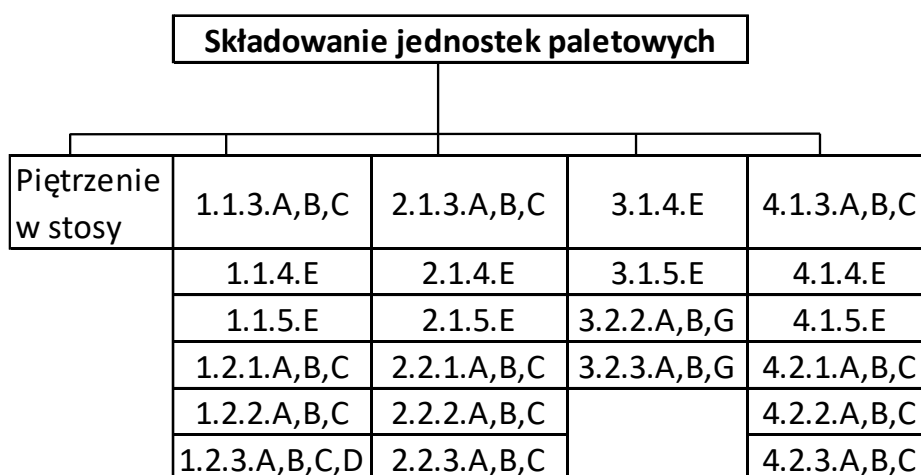 Składowanie jednostek paletowych
Piętrzenie
w stosy
1.1.3.A,B,C 2.1.3.A,B,C 3.1.4.E 4.1.3.A,B,C
1.1.4.E 2.1.4.E 3.1.5.E 4.1.4.E
1.1.5.E 2.1.5.E 3.2.2.A,B,G 4.1.5.E
1.2.1.A,B,C 2.2.1.A,B,C 3.2.3.A,B,G 4.2.1.A,B,C
1.2.2.A,B,C 2.2.2.A,B,C 4.2.2.A,B,C
1.2.3.A,B,C,D 2.2.3.A,B,C 4.2.3.A,B,C